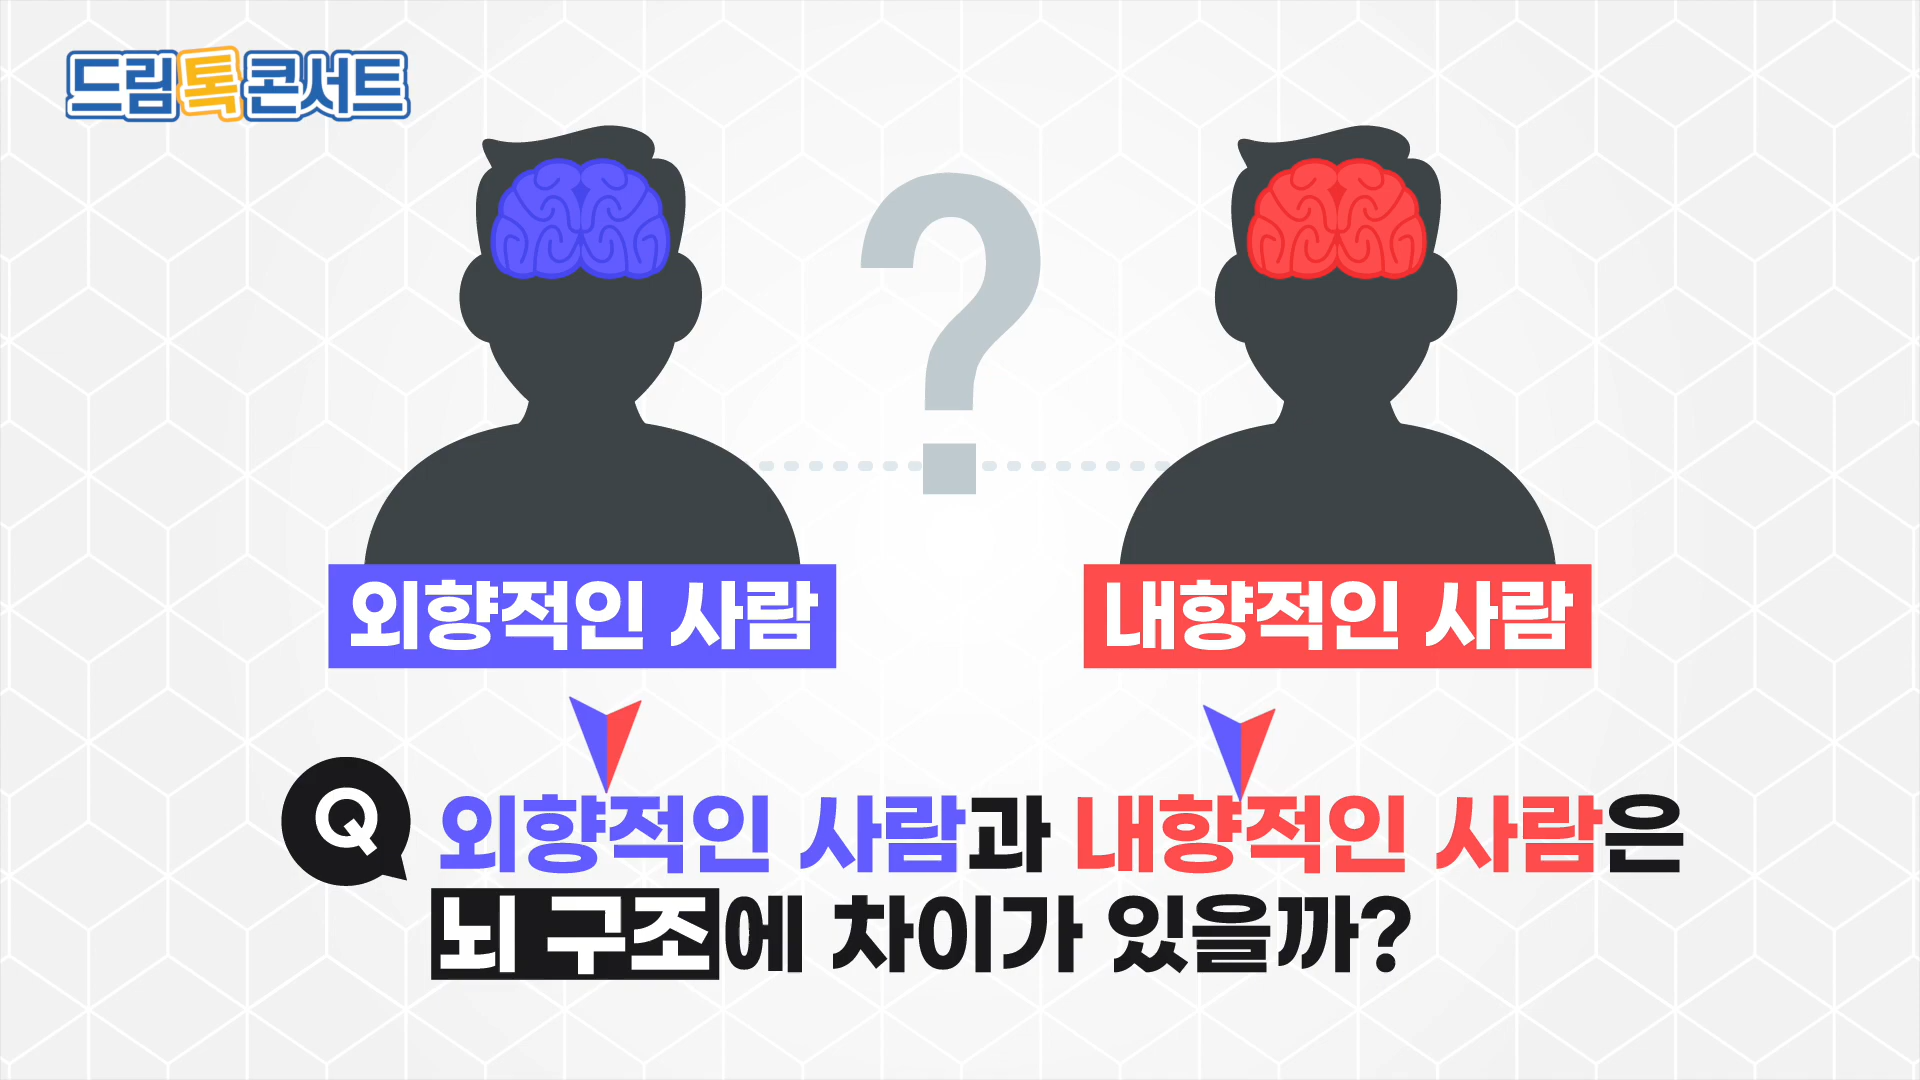 드림톡콘서트
외향적인 사람
내향적인 사람
Q 외향적인 사람과 내향적인 사람은
뇌 구조에 차이가 있을까?